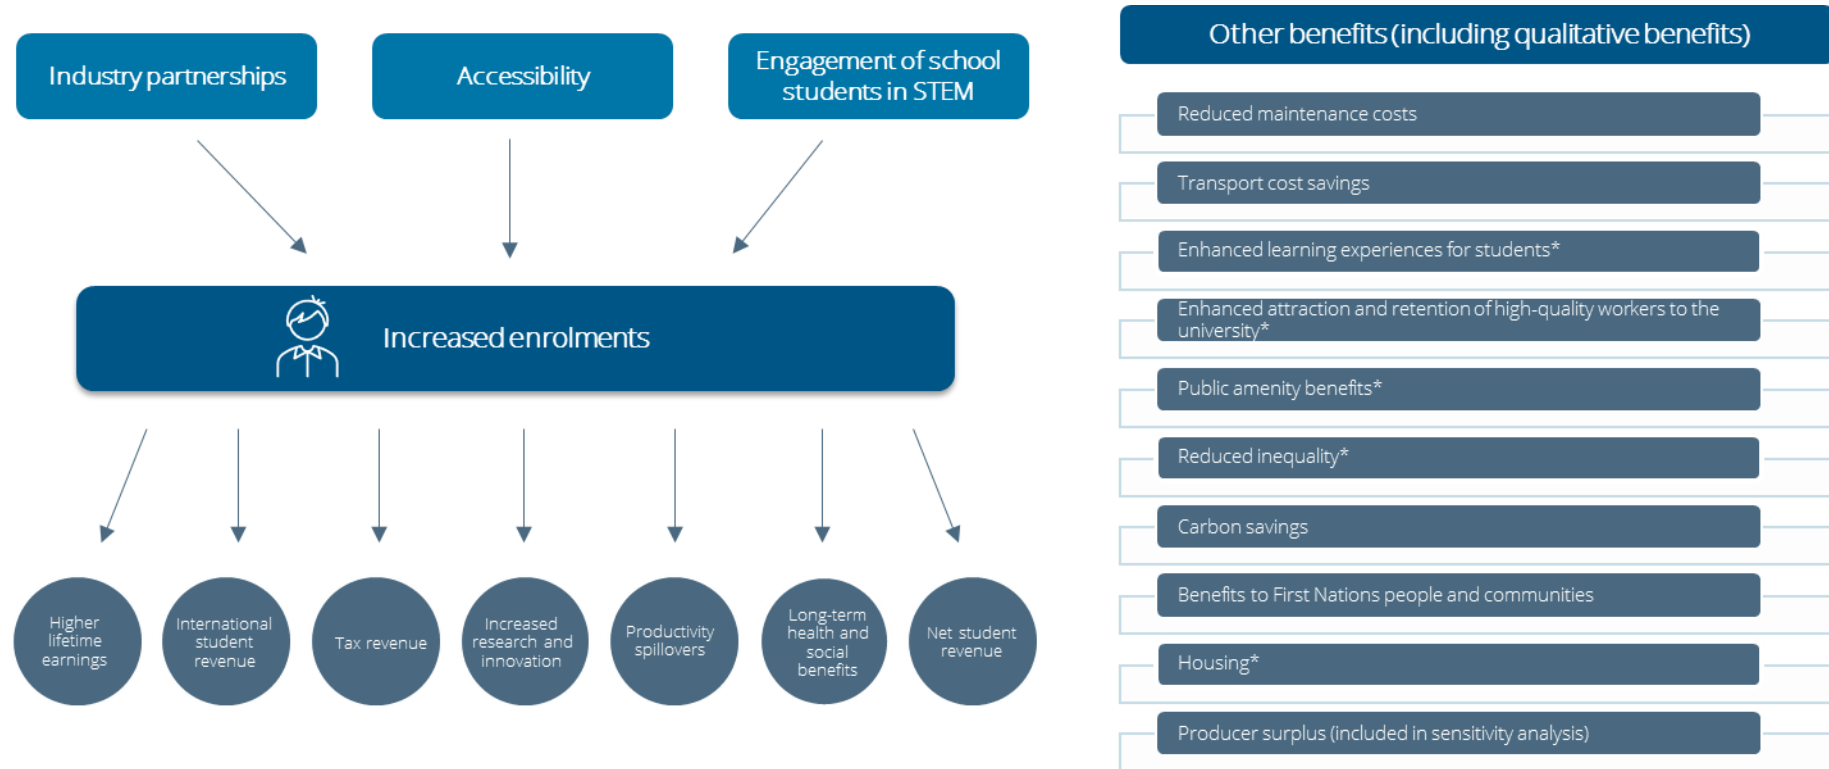 Industry partnerships
Accessibility
Engagement of school
students in STEM
Increased enrolments
Higher
lifetime
earnings
International
student
revenue
Tax revenue
Increased
research and
innovation
Productivity
spillovers
Long-term
health and
social
benefits
Net student
revenue
Other benefits (including qualitative benefits)
Reduced maintenance costs
Transport cost savings
Enhanced learning experiences for students*
Enhanced attraction and retention of high-quality workers to the
university*
Public amenity benefits*
Reduced inequality*
Carbon savings
Benefits to First Nations people and communities
Housing*
Producer surplus (included in sensitivity analysis)